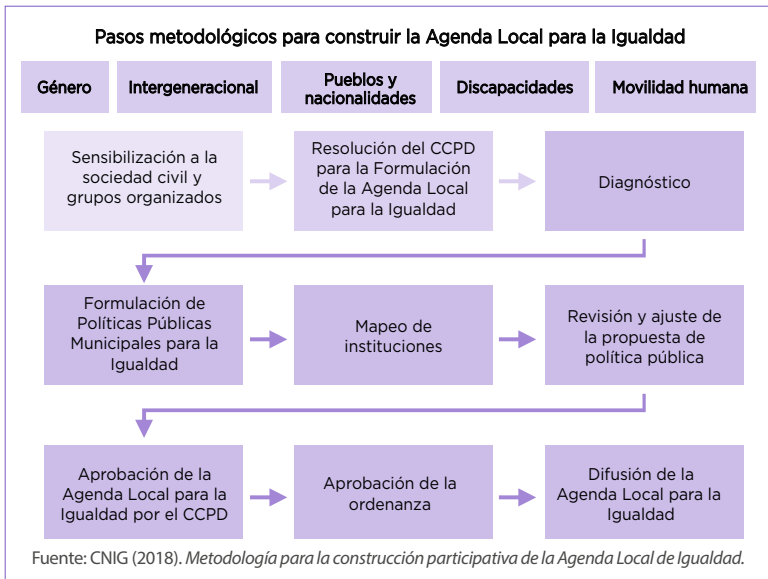 Pasos metodológicos para construir la Agenda Local para la Igualdad
Género
Intergeneracional
Pueblos y
nacionalidades
Discapacidades
Movilidad humana
Sensibilización a la
sociedad civil y
grupos organizados
Resolución del CCPD
para la Formulación
de la Agenda Local
para la Igualdad
Diagnóstico
Formulación de
Políticas Públicas
Municipales para la
Igualdad
Mapeo de
instituciones
Revisión y ajuste de
la propuesta de
política pública
Aprobación de la
Agenda Local para la
Igualdad por el CCPD
Aprobación de la
ordenanza
Difusión de la
Agenda Local para la
Igualdad
Fuente: CNIG (2018). Metodología para la construcción participativa de la Agenda Local de Igualdad.